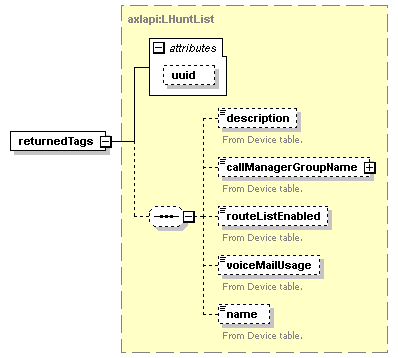 axlapi:LHuntList
attributes
uuid
returnedTags
description
From Device table.
callManagerGroupName
From Device table.
routeListEnabled
From Device table.
voiceMailUsage
From Device table.
name
From Device table.